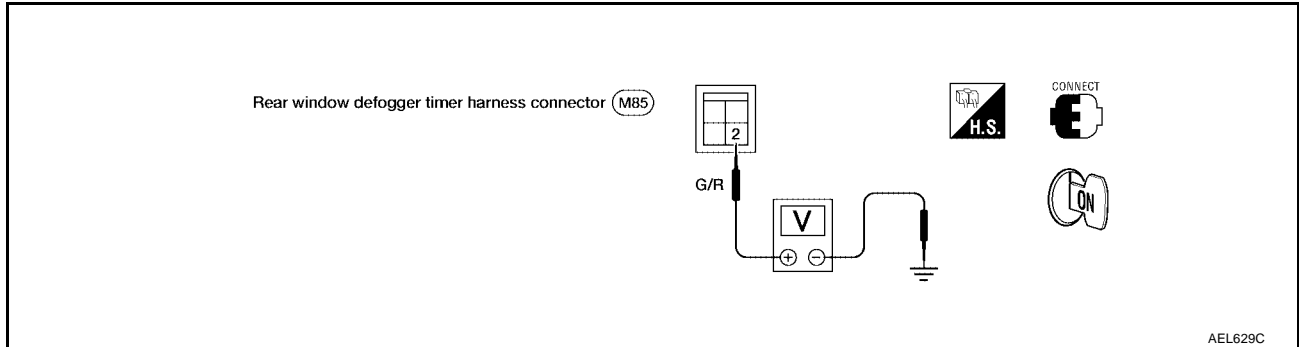 Rear window defogger timer harness connector M85
2
G/R
V
H.S.
CONNECT
ON
AEL629C